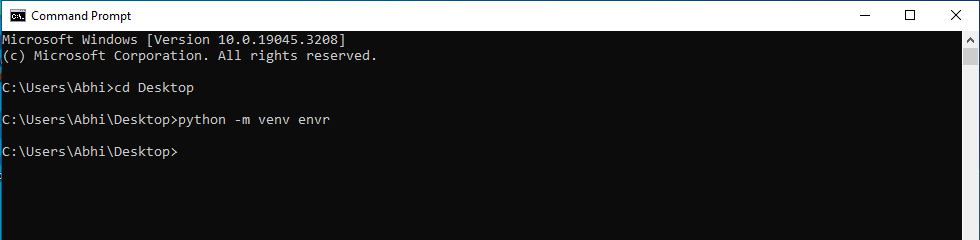 Command Prompt
Microsoft Windows [Version 10.0.19045.3208]
(c) Microsoft Corporation. All rights reserved.
C:\Users\Abhi>cd Desktop
C:\Users\Abhi\Desktop>python -m venv envr
C:\Users\Abhi\Desktop>